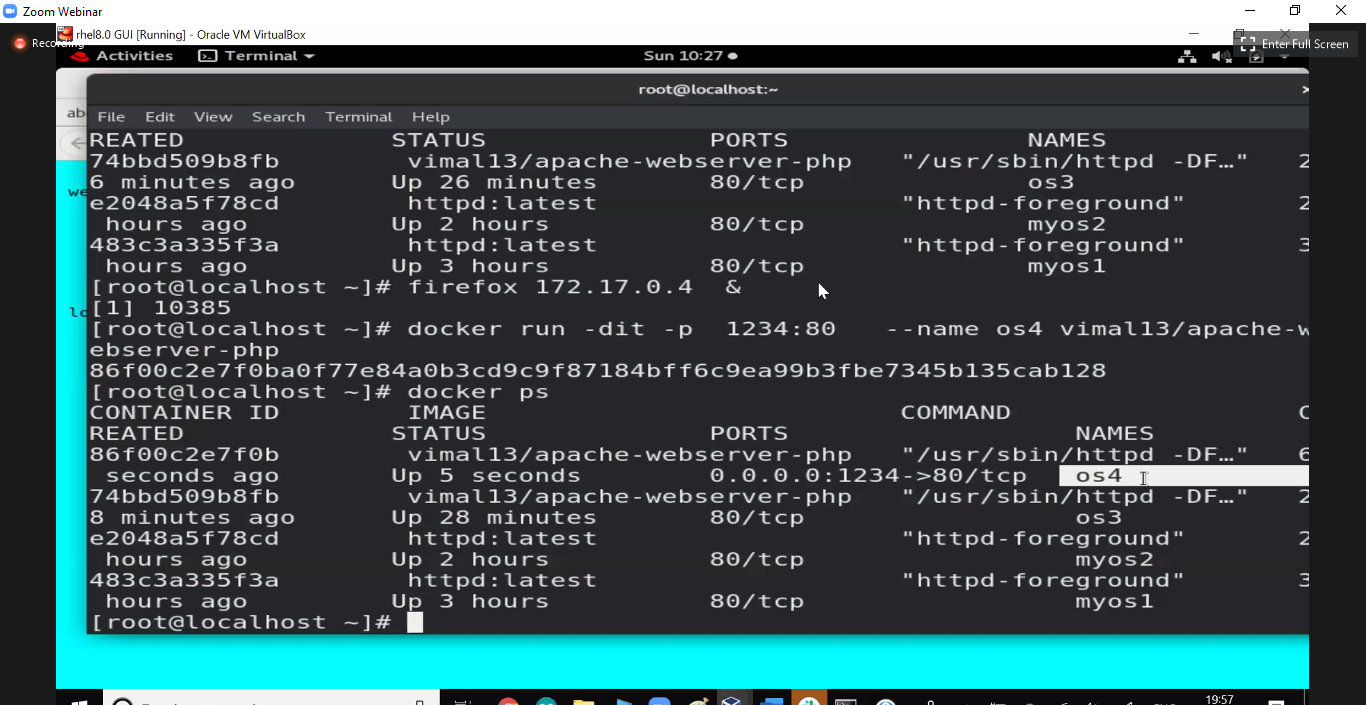 Zoom Webinar
rhel8.0 GUI [Running] - Oracle VM VirtualBox
Recording
Enter Full Screen
Activities Terminal Sun 10:27
root@localhost:~
File Edit View Search Terminal Help
REATED STATUS PORTS NAMES
74bbd509b8fb vimal13/apache-webserver-php "/usr/sbin/httpd -DF…" 2
6 minutes ago Up 26 minutes 80/tcp os3
e2048a5f78cd httpd:latest "httpd-foreground" 2
hours ago Up 2 hours 80/tcp myos2
483c3a335f3a httpd:latest "httpd-foreground" 3
hours ago Up 3 hours 80/tcp myos1
[root@localhost ~]# firefox 172.17.0.4 &
[1] 10385
[root@localhost ~]# docker run -dit -p 1234:80 --name os4 vimal13/apache-w
ebserver-php
86f00c2e7f0ba0f77e84a0b3cd9c9f87184bff6c9ea99b3fbe7345b135cab128
[root@localhost ~]# docker ps
CONTAINER ID IMAGE COMMAND C
REATED STATUS PORTS NAMES
86f00c2e7f0b vimal13/apache-webserver-php "/usr/sbin/httpd -DF…" 6
seconds ago Up 5 seconds 0.0.0.0:1234->80/tcp os4
74bbd509b8fb vimal13/apache-webserver-php "/usr/sbin/httpd -DF…" 2
8 minutes ago Up 28 minutes 80/tcp os3
e2048a5f78cd httpd:latest "httpd-foreground" 2
hours ago Up 2 hours 80/tcp myos2
483c3a335f3a httpd:latest "httpd-foreground" 3
hours ago Up 3 hours 80/tcp myos1
[root@localhost ~]#
19:57